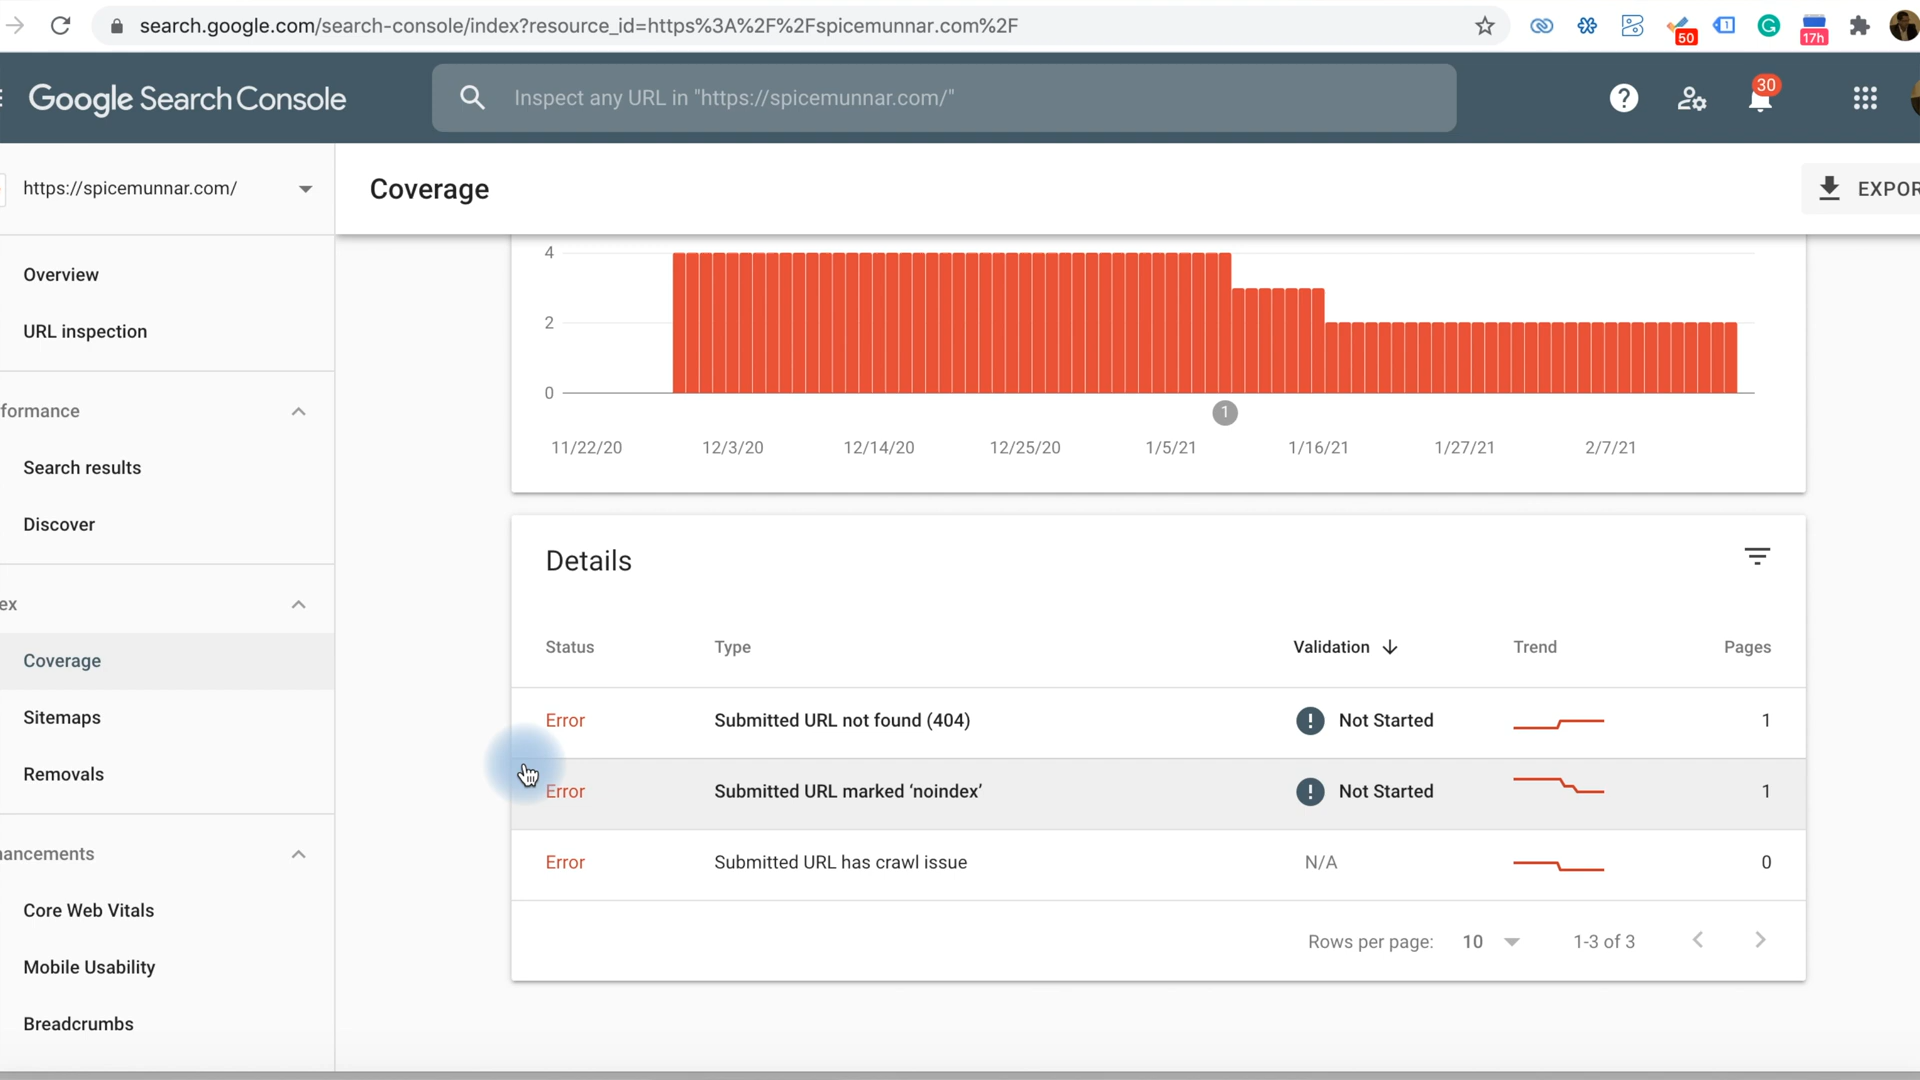 search.google.com/search-console/index?resource_id=https%3A%2F%2Fspicemunnar.com%2F
50
1
17h
Google Search Console
Inspect any URL in "https://spicemunnar.com/"
30
https://spicemunnar.com/
Coverage
EXPOR
Overview
URL inspection
formance
Search results
Discover
ex
Coverage
Sitemaps
Removals
ancements
Core Web Vitals
Mobile Usability
Breadcrumbs
4
2
0
1
11/22/20 12/3/20 12/14/20 12/25/20 1/5/21 1/16/21 1/27/21 2/7/21
Details
Status Type Validation Trend Pages
Error Submitted URL not found (404) Not Started 1
Error Submitted URL marked ‘noindex’ Not Started 1
Error Submitted URL has crawl issue N/A 0
Rows per page: 10 1-3 of 3